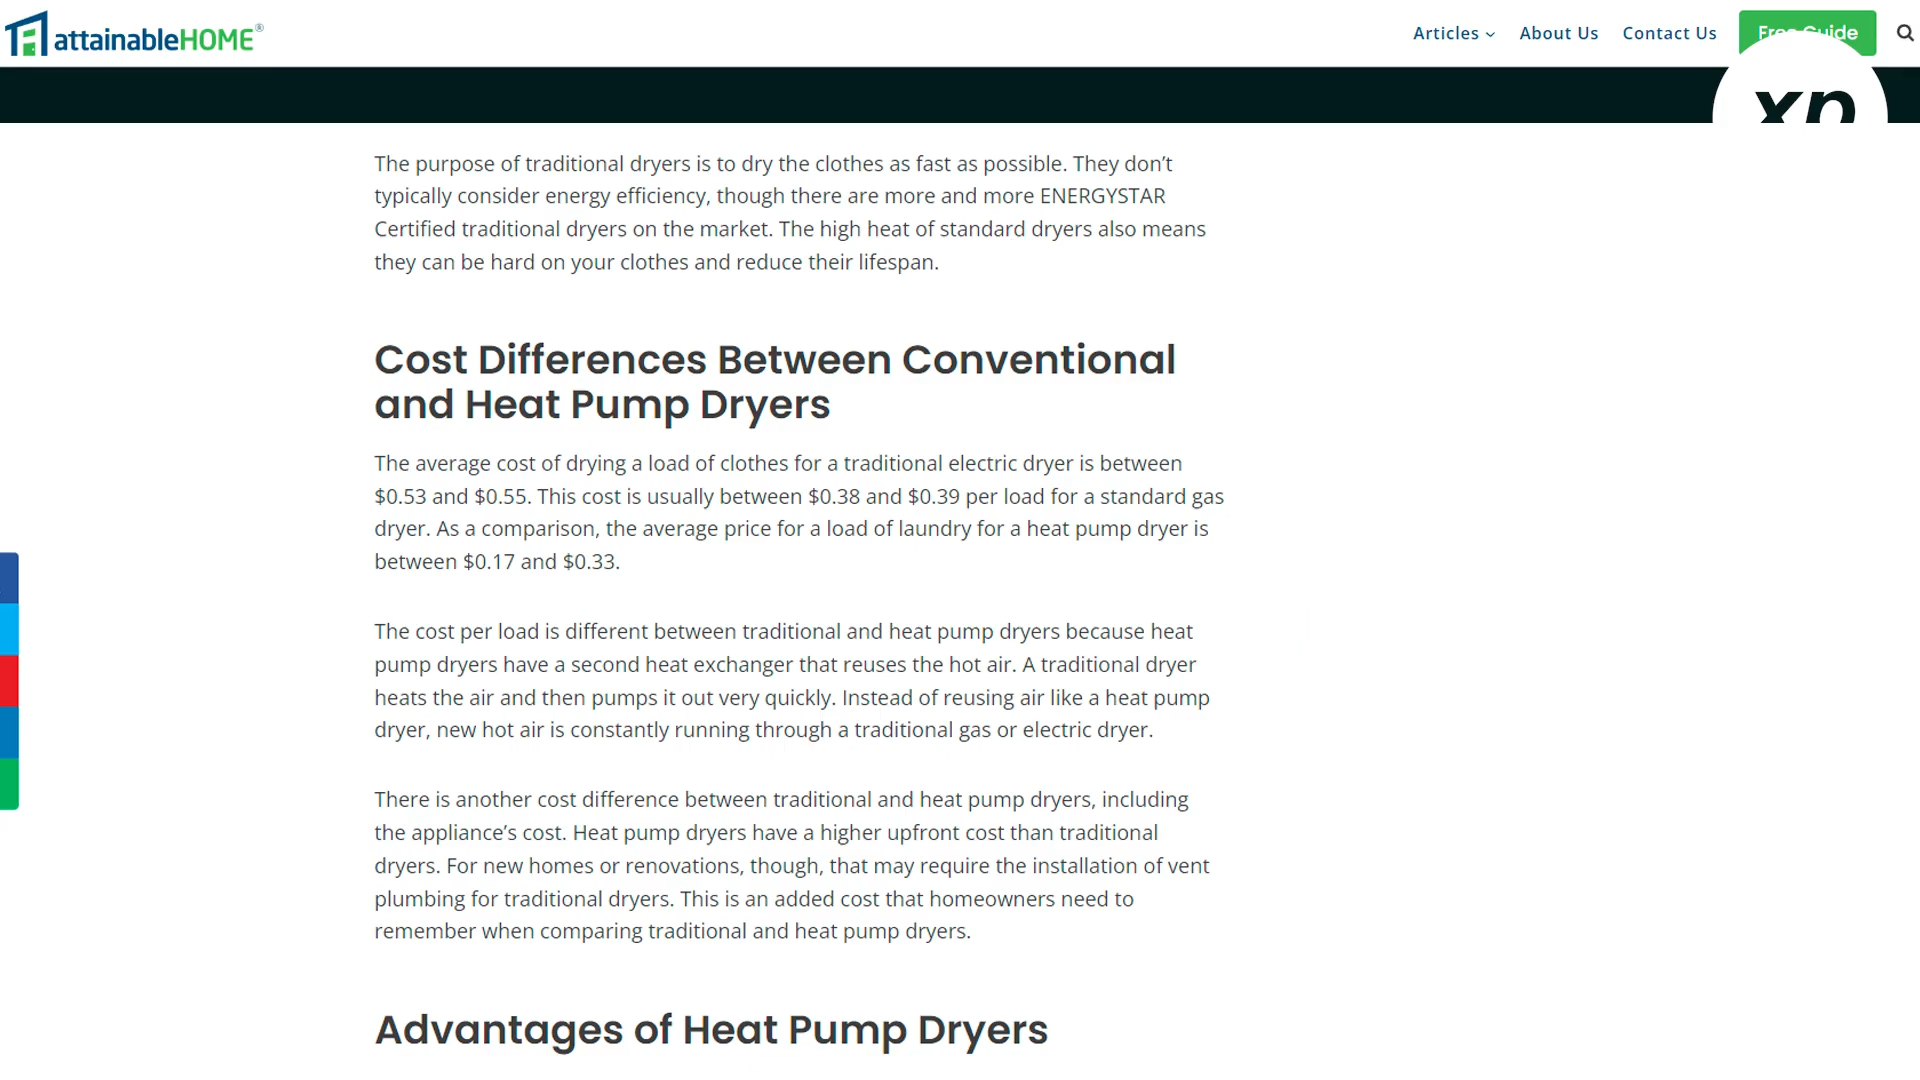 attainableHOME®
Articles
About Us
Contact Us
Free Guide
xp
The purpose of traditional dryers is to dry the clothes as fast as possible. They don’t
typically consider energy efficiency, though there are more and more ENERGYSTAR
Certified traditional dryers on the market. The high heat of standard dryers also means
they can be hard on your clothes and reduce their lifespan.
Cost Differences Between Conventional
and Heat Pump Dryers
The average cost of drying a load of clothes for a traditional electric dryer is between
$0.53 and $0.55. This cost is usually between $0.38 and $0.39 per load for a standard gas
dryer. As a comparison, the average price for a load of laundry for a heat pump dryer is
between $0.17 and $0.33.
The cost per load is different between traditional and heat pump dryers because heat
pump dryers have a second heat exchanger that reuses the hot air. A traditional dryer
heats the air and then pumps it out very quickly. Instead of reusing air like a heat pump
dryer, new hot air is constantly running through a traditional gas or electric dryer.
There is another cost difference between traditional and heat pump dryers, including
the appliance’s cost. Heat pump dryers have a higher upfront cost than traditional
dryers. For new homes or renovations, though, that may require the installation of vent
plumbing for traditional dryers. This is an added cost that homeowners need to
remember when comparing traditional and heat pump dryers.
Advantages of Heat Pump Dryers